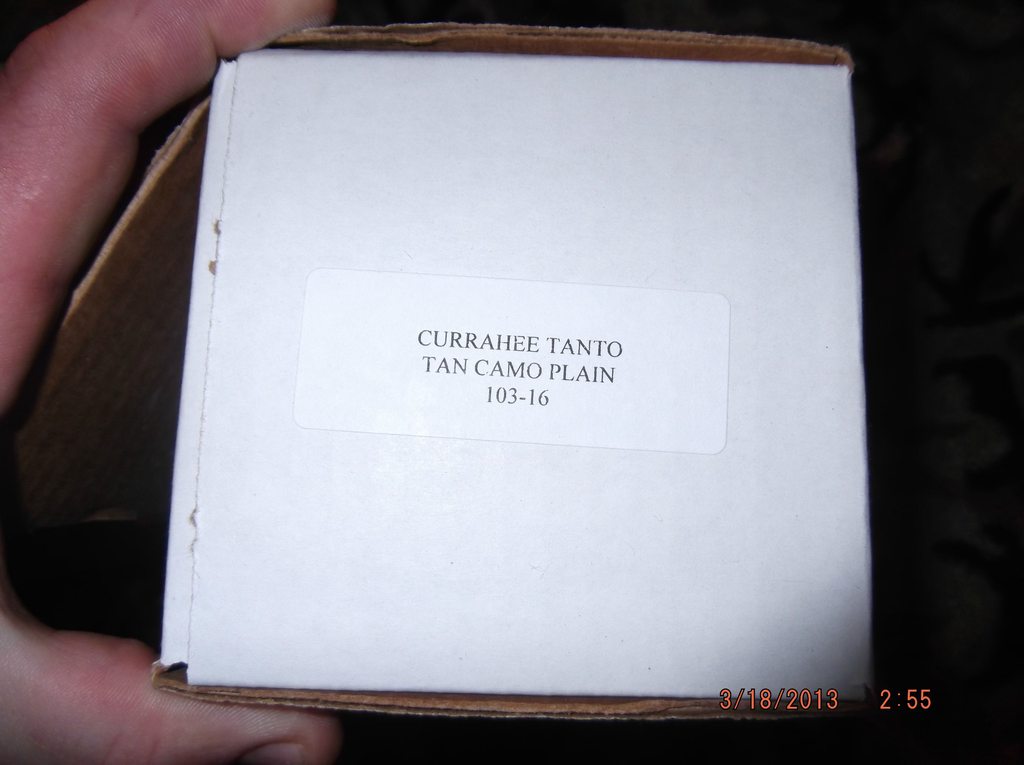 CURRAHEE TANTO
TAN CAMO PLAIN
103-16
3/18/2013 2:55